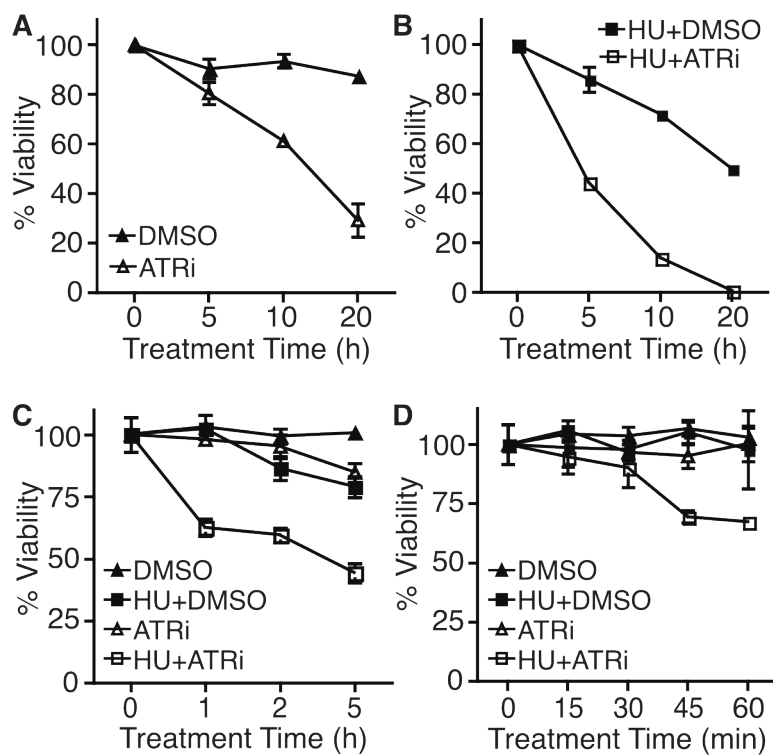 A
% Viability
100
80
60
40
20
0
DMSO
ATRi
0 5 10 20
Treatment Time (h)
B
% Viability
100
80
60
40
20
0
HU+DMSO
HU+ATRi
0 5 10 20
Treatment Time (h)
C
% Viability
100
75
50
25
0
DMSO
HU+DMSO
ATRi
HU+ATRi
0 1 2 5
Treatment Time (h)
D
% Viability
100
75
50
25
0
DMSO
HU+DMSO
ATRi
HU+ATRi
0 15 30 45 60
Treatment Time (min)